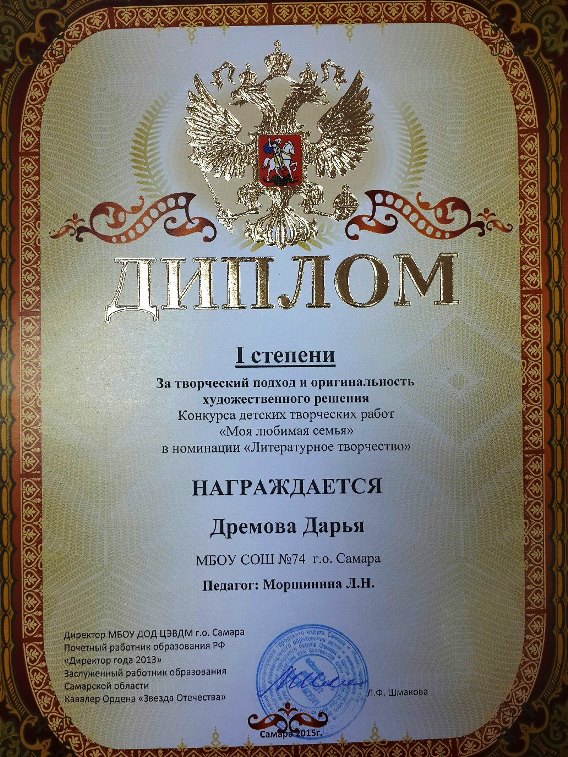 ДИПЛОМ
I степени
За творческий подход и оригинальность
художественного решения
Конкурса детских творческих работ
«Моя любимая семья»
в номинации «Литературное творчество»
НАГРАЖДАЕТСЯ
Дремова Дарья
МБОУ СОШ №74 г.о. Самара
Педагог: Морщинина Л.Н.
Директор МБОУ ДОД ЦЭВДМ г.о. Самара
Почетный работник образования РФ
«Директор года 2013»
Заслуженный работник образования
Самарской области
Кавалер Ордена «Звезда Отечества»
Л.Ф. Шмакова
Самара 2015г.